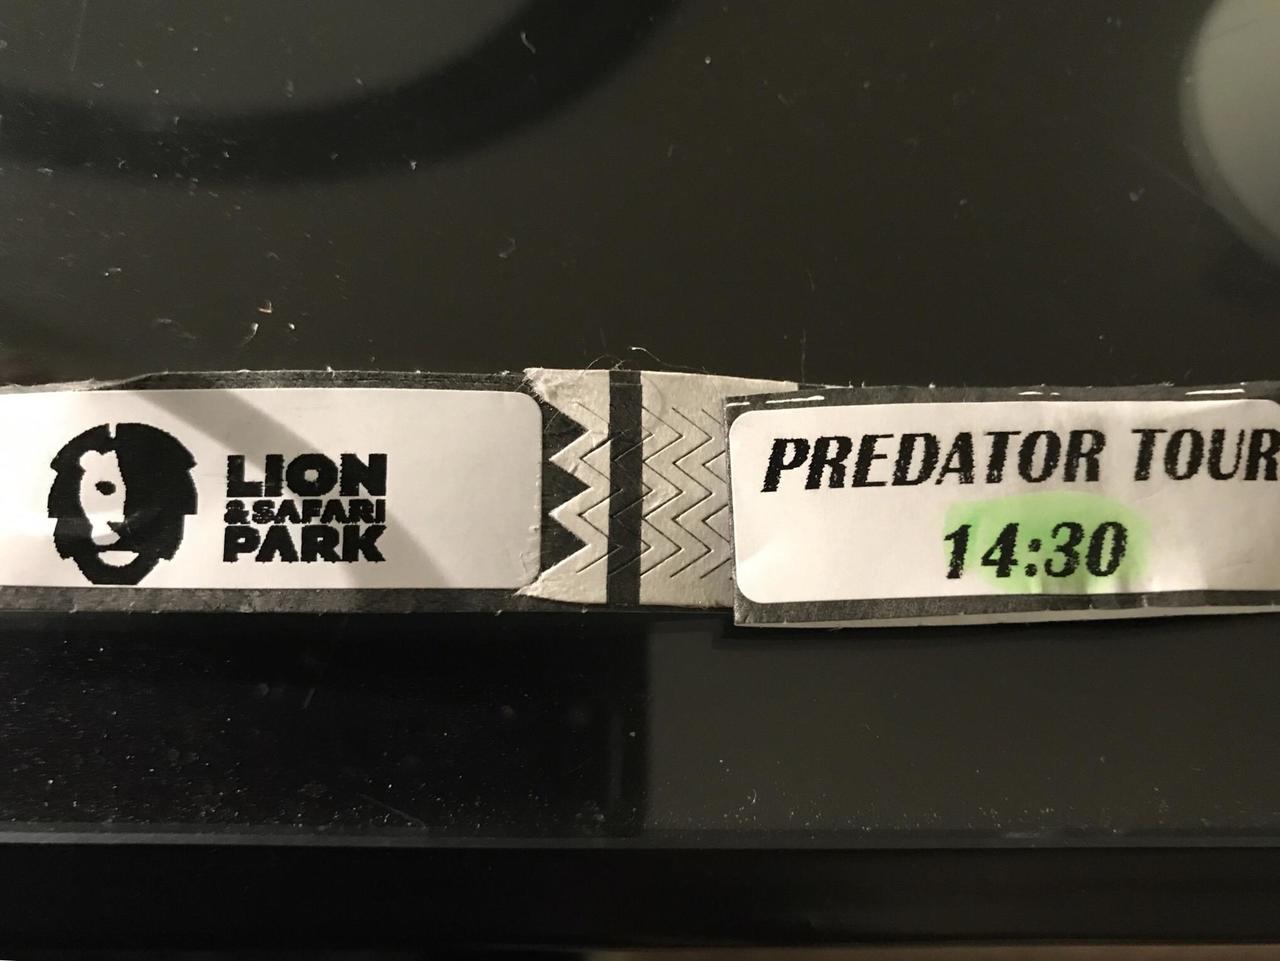 LION
& SAFARI
PARK
PREDATOR TOUR
14:30